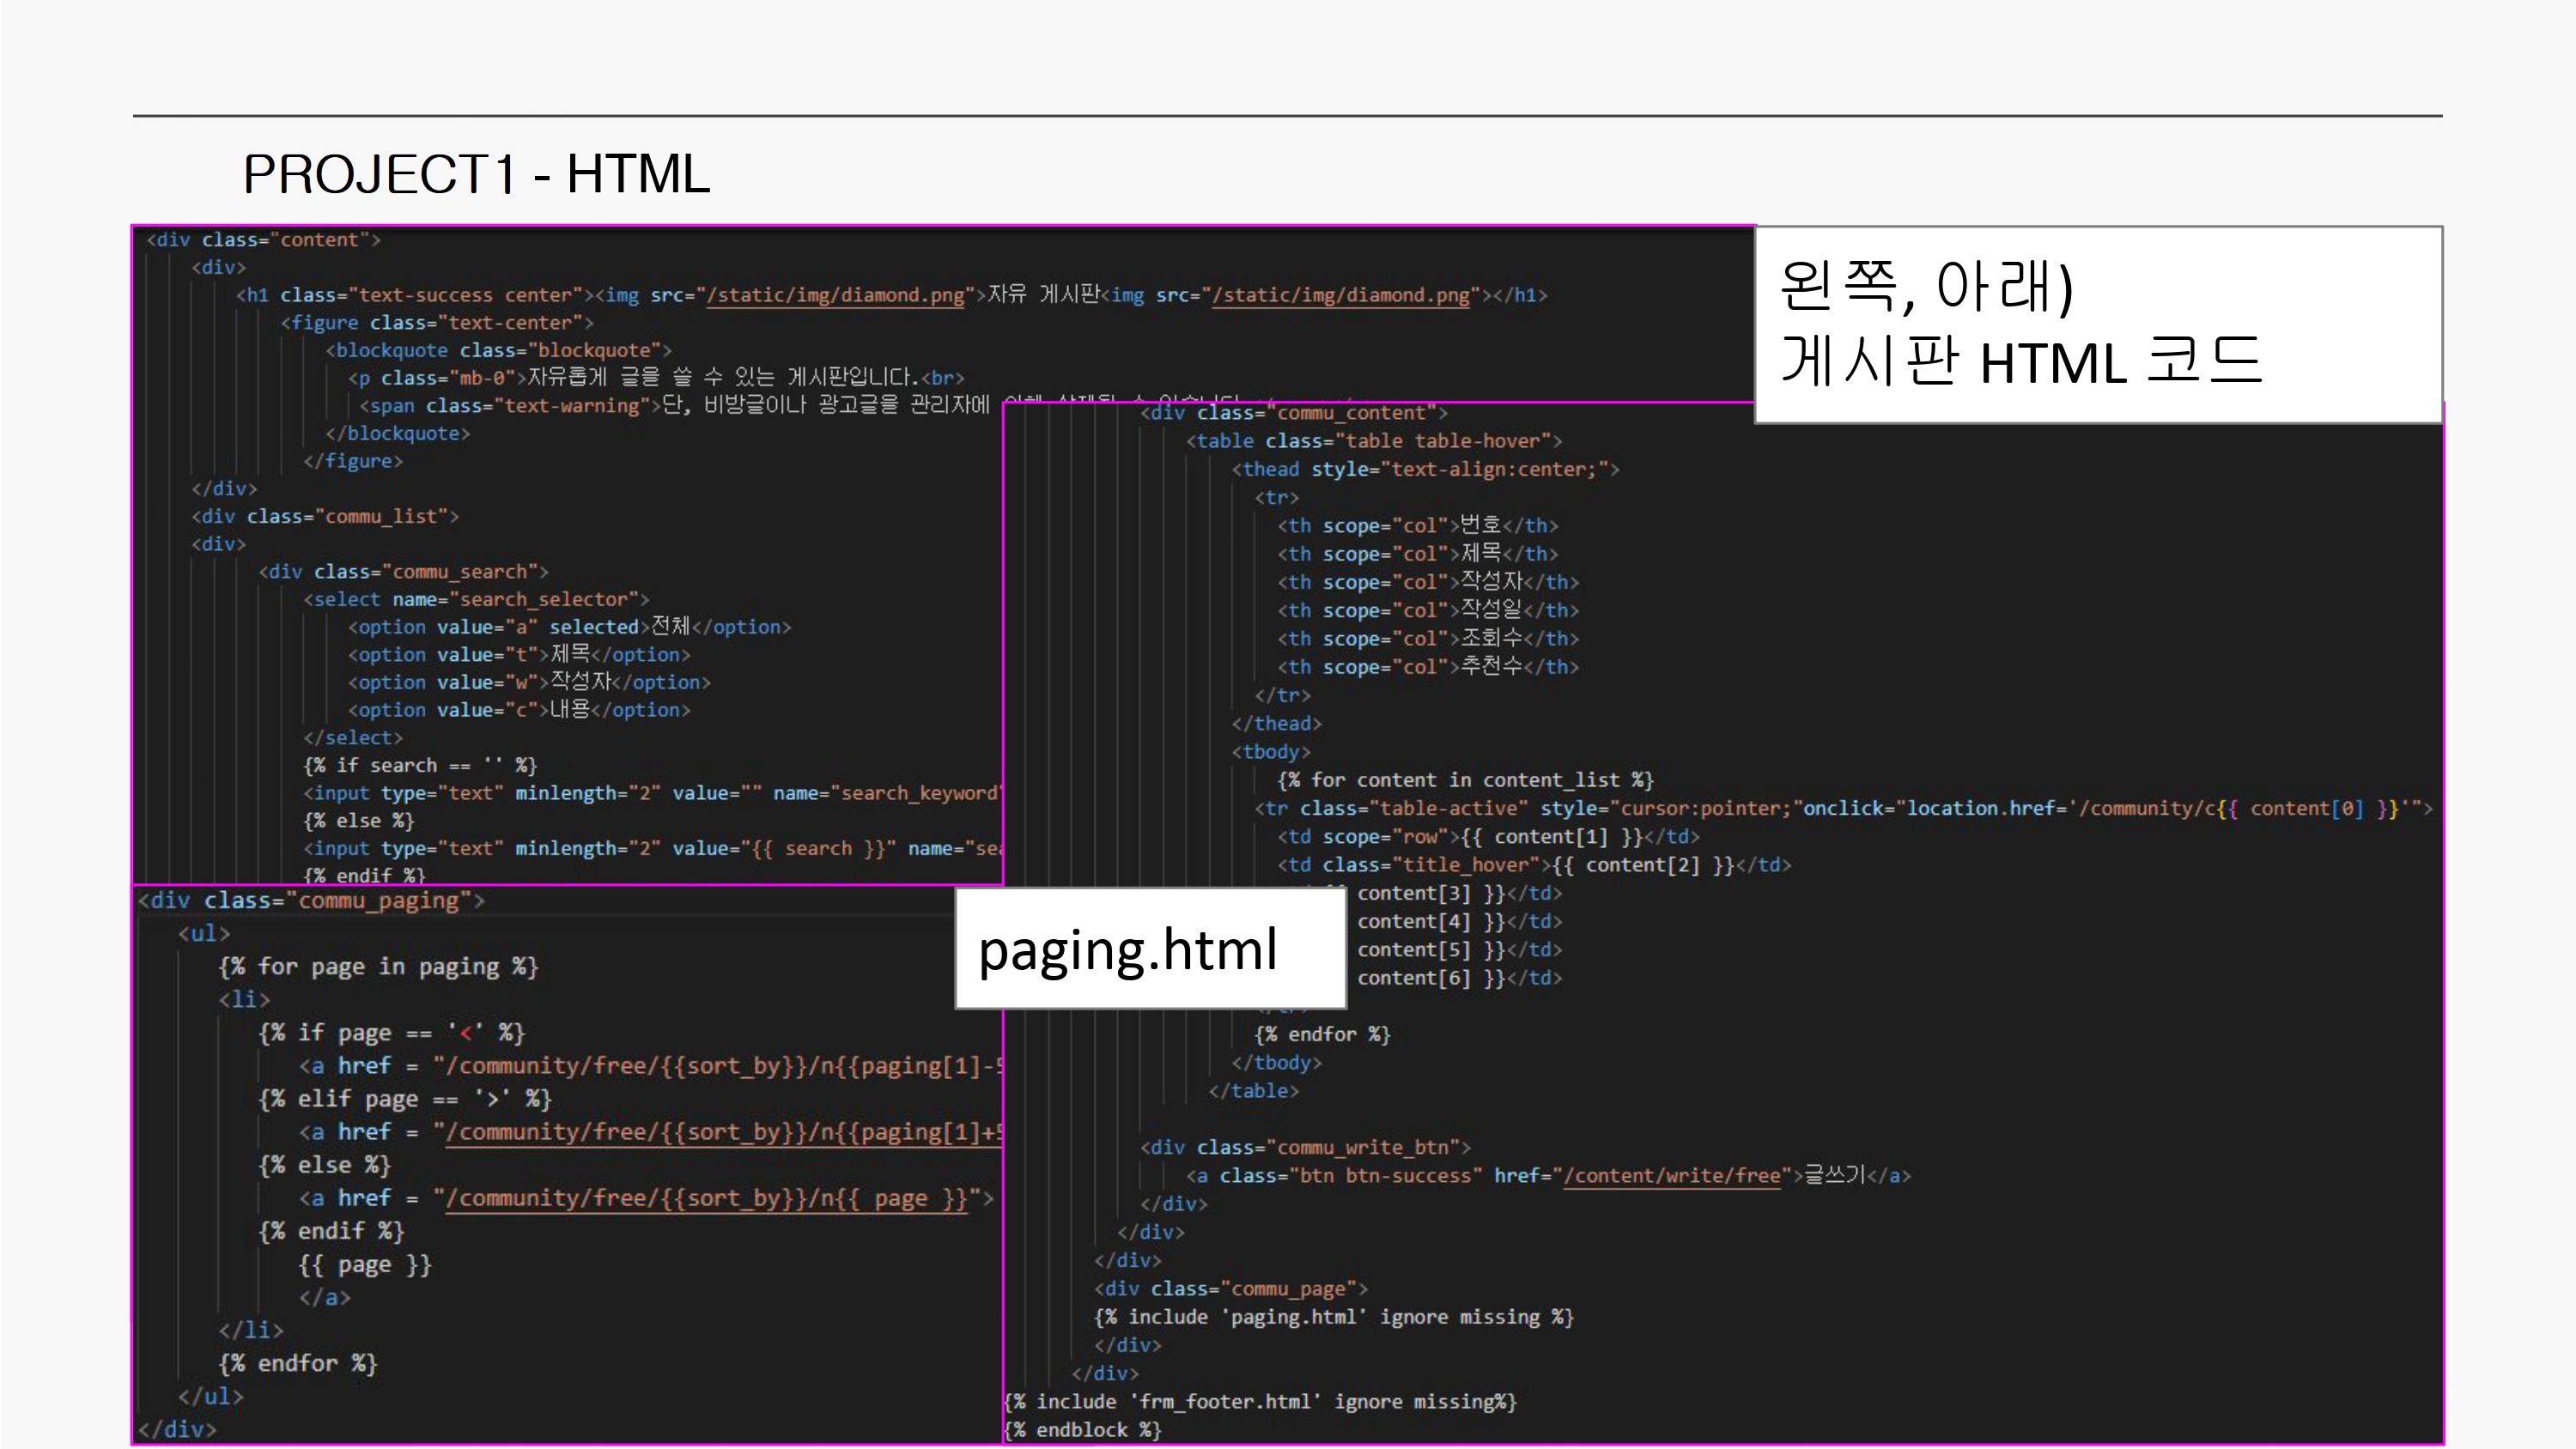 PROJECT1 - HTML
왼쪽, 아래)
게시판 HTML 코드
<div class="content">
<div>
<h1 class="text-success center"><img src="/static/img/diamond.png">자유 게시판<img src="/static/img/diamond.png"></h1>
<figure class="text-center">
<blockquote class="blockquote">
<p class="mb-0">자유롭게 글을 쓸 수 있는 게시판입니다.<br>
<span class="text-warning">단, 비방글이나 광고글을 관리자에
</blockquote>
</figure>
</div>
<div class="commu_list">
<div>
<div class="commu_search">
<select name="search_selector">
<option value="a" selected>전체</option>
<option value="t">제목</option>
<option value="w">작성자</option>
<option value="c">내용</option>
</select>
{% if search == '' %}
<input type="text" minlength="2" value="" name="search_keyword"
{% else %}
<input type="text" minlength="2" value="{{ search }}" name="sea
{% endif %}
<div class="commu_content">
<table class="table table-hover">
<thead style="text-align:center;">
<tr>
<th scope="col">번호</th>
<th scope="col">제목</th>
<th scope="col">작성자</th>
<th scope="col">작성일</th>
<th scope="col">조회수</th>
<th scope="col">추천수</th>
</tr>
</thead>
<tbody>
{% for content in content_list %}
<tr class="table-active" style="cursor:pointer;"onclick="location.href='/community/c{{ content[0] }}'">
<td scope="row">{{ content[1] }}</td>
<td class="title_hover">{{ content[2] }}</td>
content[3] }}</td>
content[4] }}</td>
content[5] }}</td>
content[6] }}</td>
{% endfor %}
</tbody>
</table>
<div class="commu_write_btn">
<a class="btn btn-success" href="/content/write/free">글쓰기</a>
</div>
</div>
</div>
<div class="commu_page">
{% include 'paging.html' ignore missing %}
</div>
</div>
{% include 'frm_footer.html' ignore missing%}
{% endblock %}
paging.html
<div class="commu_paging">
<ul>
{% for page in paging %}
<li>
{% if page == '<' %}
<a href = "/community/free/{{sort_by}}/n{{paging[1]-5
{% elif page == '>' %}
<a href = "/community/free/{{sort_by}}/n{{paging[1]+5
{% else %}
<a href = "/community/free/{{sort_by}}/n{{ page }}">
{% endif %}
{{ page }}
</a>
</li>
{% endfor %}
</ul>
</div>